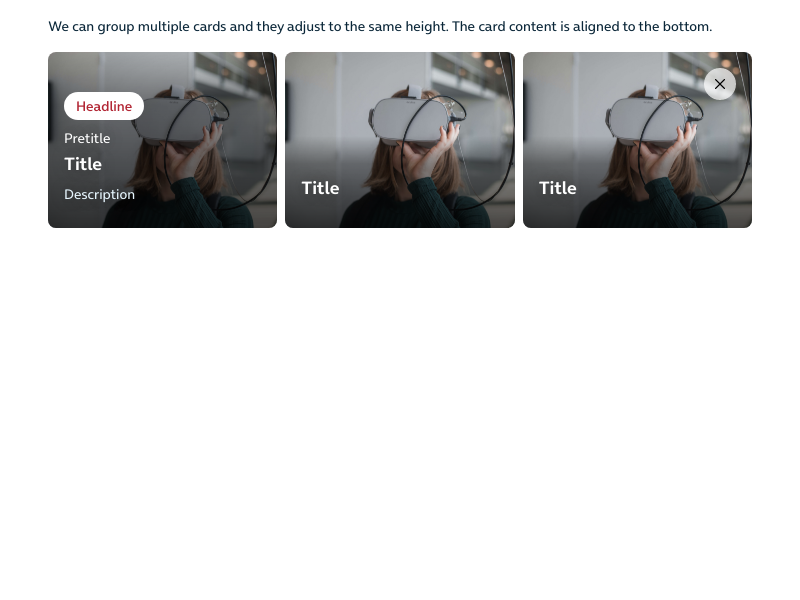 We can group multiple cards and they adjust to the same height. The card content is aligned to the bottom.
Headline
Pretitle
Title
Description
Title
Title